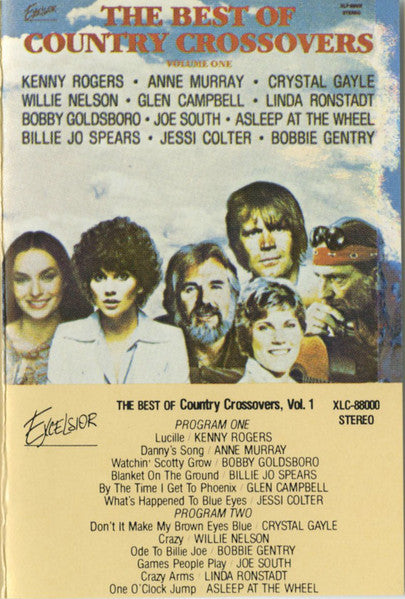 EXCELSIOR
XLP-88000
STEREO
THE BEST OF
COUNTRY CROSSOVERS
VOLUME ONE
KENNY ROGERS • ANNE MURRAY • CRYSTAL GAYLE
WILLIE NELSON • GLEN CAMPBELL • LINDA RONSTADT
BOBBY GOLDSBORO • JOE SOUTH • ASLEEP AT THE WHEEL
BILLIE JO SPEARS • JESSI COLTER • BOBBIE GENTRY
EXCELSIOR
THE BEST OF Country Crossovers, Vol. 1 XLC-88000
STEREO
PROGRAM ONE
Lucille / KENNY ROGERS
Danny's Song / ANNE MURRAY
Watchin' Scotty Grow / BOBBY GOLDSBORO
Blanket On The Ground / BILLIE JO SPEARS
By The Time I Get To Phoenix / GLEN CAMPBELL
What's Happened To Blue Eyes / JESSI COLTER
PROGRAM TWO
Don't It Make My Brown Eyes Blue / CRYSTAL GAYLE
Crazy / WILLIE NELSON
Ode To Billie Joe / BOBBIE GENTRY
Games People Play / JOE SOUTH
Crazy Arms / LINDA RONSTADT
One O'Clock Jump ASLEEP AT THE WHEEL